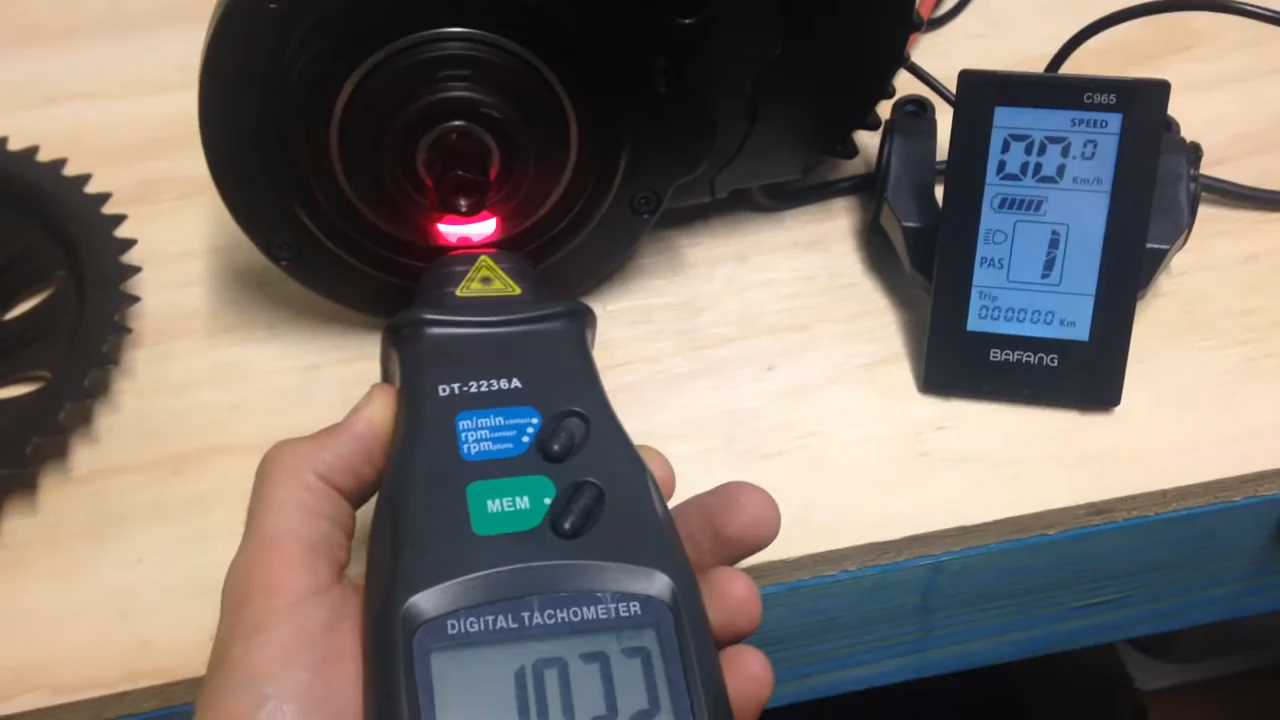 C965
SPEED
00.0
Km/h
PAS
1
Trip
00000.0 Km
BAFANG
DT-2236A
m/min contact
rpm contact
rpm photo
MEM
DIGITAL TACHOMETER